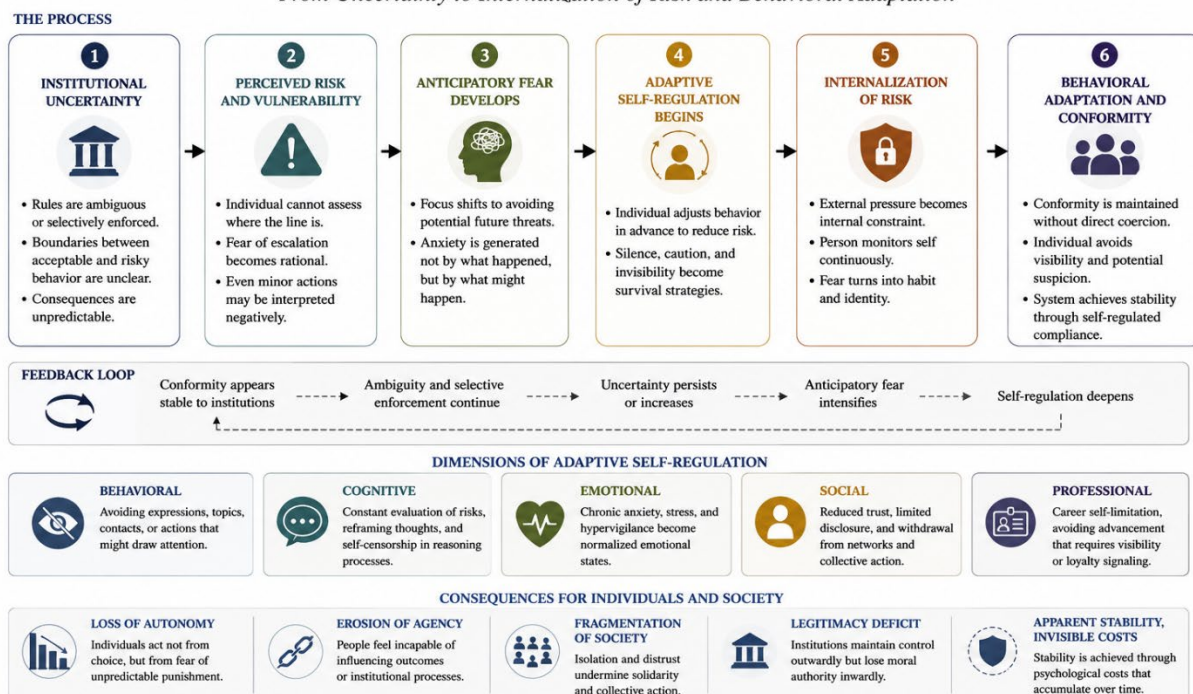 From Uncertainty to Internalization of Risk and Behavioral Adaptation
THE PROCESS
1
INSTITUTIONAL
UNCERTAINTY
• Rules are ambiguous
or selectively enforced.
• Boundaries between
acceptable and risky
behavior are unclear.
• Consequences are
unpredictable.
2
PERCEIVED RISK
AND VULNERABILITY
• Individual cannot assess
where the line is.
• Fear of escalation
becomes rational.
• Even minor actions
may be interpreted
negatively.
3
ANTICIPATORY FEAR
DEVELOPS
• Focus shifts to avoiding
potential future threats.
• Anxiety is generated
not by what happened,
but by what might
happen.
4
ADAPTIVE
SELF-REGULATION
BEGINS
• Individual adjusts behavior
in advance to reduce risk.
• Silence, caution, and
invisibility become
survival strategies.
5
INTERNALIZATION
OF RISK
• External pressure becomes
internal constraint.
• Person monitors self
continuously.
• Fear turns into habit
and identity.
6
BEHAVIORAL
ADAPTATION AND
CONFORMITY
• Conformity is maintained
without direct coercion.
• Individual avoids
visibility and potential
suspicion.
• System achieves stability
through self-regulated
compliance.
FEEDBACK LOOP
Conformity appears
stable to institutions
Ambiguity and selective
enforcement continue
Uncertainty persists
or increases
Anticipatory fear
intensifies
Self-regulation deepens
DIMENSIONS OF ADAPTIVE SELF-REGULATION
BEHAVIORAL
Avoiding expressions, topics,
contacts, or actions that
might draw attention.
COGNITIVE
Constant evaluation of risks,
reframing thoughts, and
self-censorship in reasoning
processes.
EMOTIONAL
Chronic anxiety, stress, and
hypervigilance become
normalized emotional
states.
SOCIAL
Reduced trust, limited
disclosure, and withdrawal
from networks and
collective action.
PROFESSIONAL
Career self-limitation,
avoiding advancement
that requires visibility
or loyalty signaling.
CONSEQUENCES FOR INDIVIDUALS AND SOCIETY
LOSS OF AUTONOMY
Individuals act not from
choice, but from fear of
unpredictable punishment.
EROSION OF AGENCY
People feel incapable of
influencing outcomes
or institutional processes.
FRAGMENTATION
OF SOCIETY
Isolation and distrust
undermine solidarity
and collective action.
LEGITIMACY DEFICIT
Institutions maintain control
outwardly but lose moral
authority inwardly.
APPARENT STABILITY,
INVISIBLE COSTS
Stability is achieved through
psychological costs that
accumulate over time.